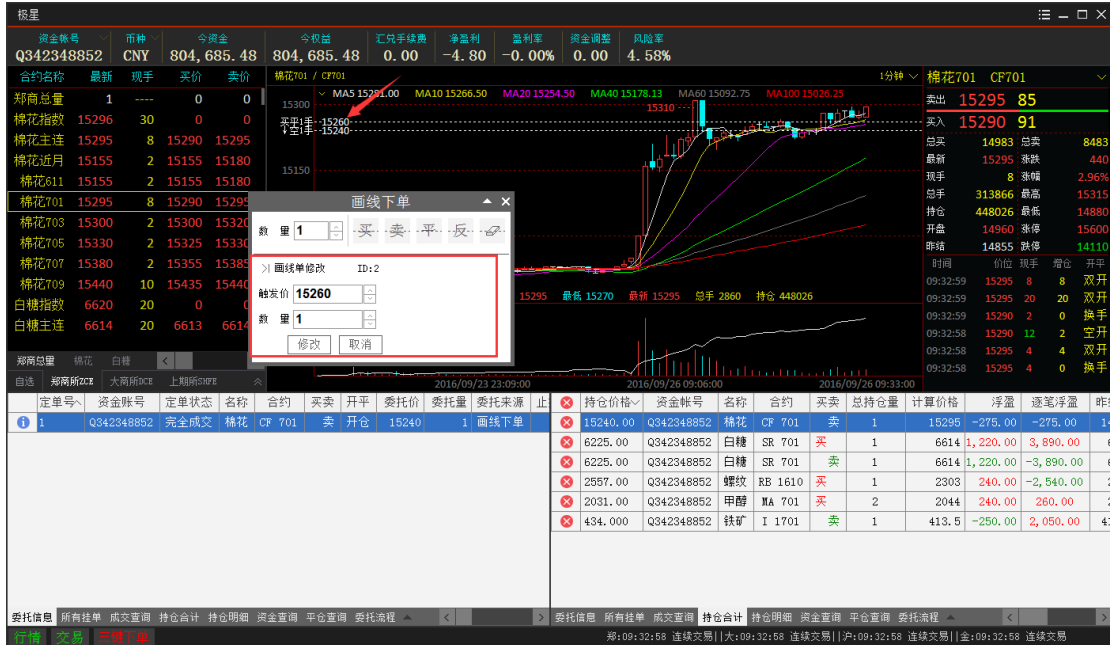 极星
资金帐号 币种 今资金 今权益 汇兑手续费 净盈利 盈利率 资金调整 风险率
Q342348852 CNY 804,685.48 804,685.48 0.00 -4.80 -0.00% 0.00 4.58%
合约名称 最新 现手 买价 卖价
郑商总量 1 ---- 0 0
棉花指数 15296 30 0 0
棉花主连 15295 8 15290 15295
棉花近月 15155 2 15155 15180
棉花611 15155 2 15155 15180
棉花701 15295 8 15290 15295
棉花703 15300 2 15300 15320
棉花705 15330 2 15325 15330
棉花707 15380 2 15355 15385
棉花709 15440 10 15435 15440
白糖指数 6620 20 0 0
白糖主连 6614 20 6613 6614
郑商总量 棉花 白糖
自选 郑商所ZCE 大商所DCE 上期所SHFE
棉花701 / CF701 1分钟
MA5 15291.00 MA10 15266.50 MA20 15254.50 MA40 15178.13 MA60 15092.75 MA100 15026.25
15300
15310
15260
15240
15150
15295 最低 15270 最新 15295 总手 2860 持仓 448026
2016/09/23 23:09:00 2016/09/26 09:06:00 2016/09/26 09:33:00
画线下单
数 量 1 买 卖 平 反
画线单修改 ID:2
触发价 15260
数 量 1
修改 取消
棉花701 CF701
卖出 15295 85
买入 15290 91
总买 14983 总卖 8483
最新 15295 涨跌 440
现手 8 涨幅 2.96%
总手 313866 最高 15315
持仓 448026 最低 14880
开盘 14960 涨停 15600
昨结 14855 跌停 14110
时间 价位 现手 增仓 开平
09:32:59 15295 8 8 双开
09:32:59 15295 20 20 双开
09:32:59 15290 2 0 换手
09:32:58 15290 12 2 空开
09:32:58 15295 4 4 双开
09:32:58 15295 4 0 换手
定单号 资金账号 定单状态 名称 合约 买卖 开平 委托价 委托量 委托来源 止
1 Q342348852 完全成交 棉花 CF 701 卖 开仓 15240 1 画线下单
持仓价格 资金帐号 名称 合约 买卖 总持仓量 计算价格 浮盈 逐笔浮盈 昨结
15240.00 Q342348852 棉花 CF 701 卖 1 15295 -275.00 -275.00
6225.00 Q342348852 白糖 SR 701 买 1 6614 1,220.00 3,890.00
6225.00 Q342348852 白糖 SR 701 卖 1 6614 1,220.00 -3,890.00
2557.00 Q342348852 螺纹 RB 1610 买 1 2303 240.00 -2,540.00
2031.00 Q342348852 甲醇 MA 701 买 2 2044 240.00 260.00
434.000 Q342348852 铁矿 I 1701 卖 1 413.5 -250.00 2,050.00
委托信息 所有挂单 成交查询 持仓合计 持仓明细 资金查询 平仓查询 委托流程
委托信息 所有挂单 成交查询 持仓合计 持仓明细 资金查询 平仓查询 委托流程
行情 交易 三键下单
郑:09:32:58 连续交易||大:09:32:58 连续交易||沪:09:32:58 连续交易||金:09:32:58 连续交易